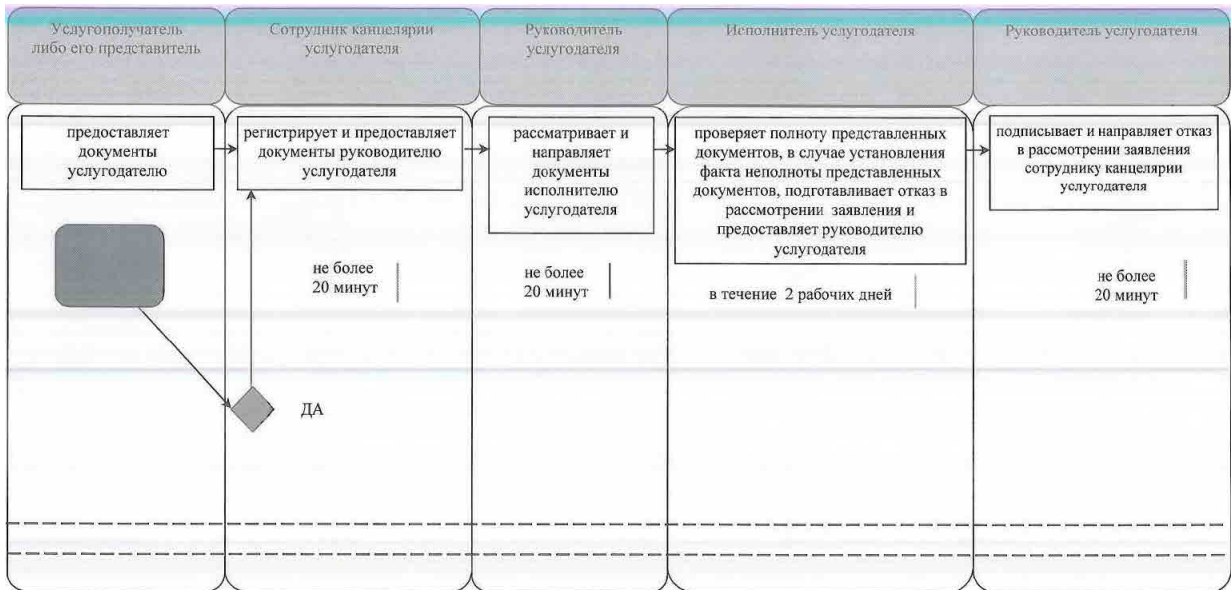 Услугополучатель
либо его представитель
Сотрудник канцелярии
услугодателя
Руководитель
услугодателя
Исполнитель услугодателя
Руководитель услугодателя
предоставляет
документы
услугодателю
регистрирует и предоставляет
документы руководителю
услугодателя
рассматривает и
направляет
документы
исполнителю
услугодателя
проверяет полноту представленных
документов, в случае установления
факта неполноты представленных
документов, подготавливает отказ в
рассмотрении заявления и
предоставляет руководителю
услугодателя
подписывает и направляет отказ
в рассмотрении заявления
сотруднику канцелярии
услугодателя
не более
20 минут
не более
20 минут
в течение 2 рабочих дней
не более
20 минут
ДА